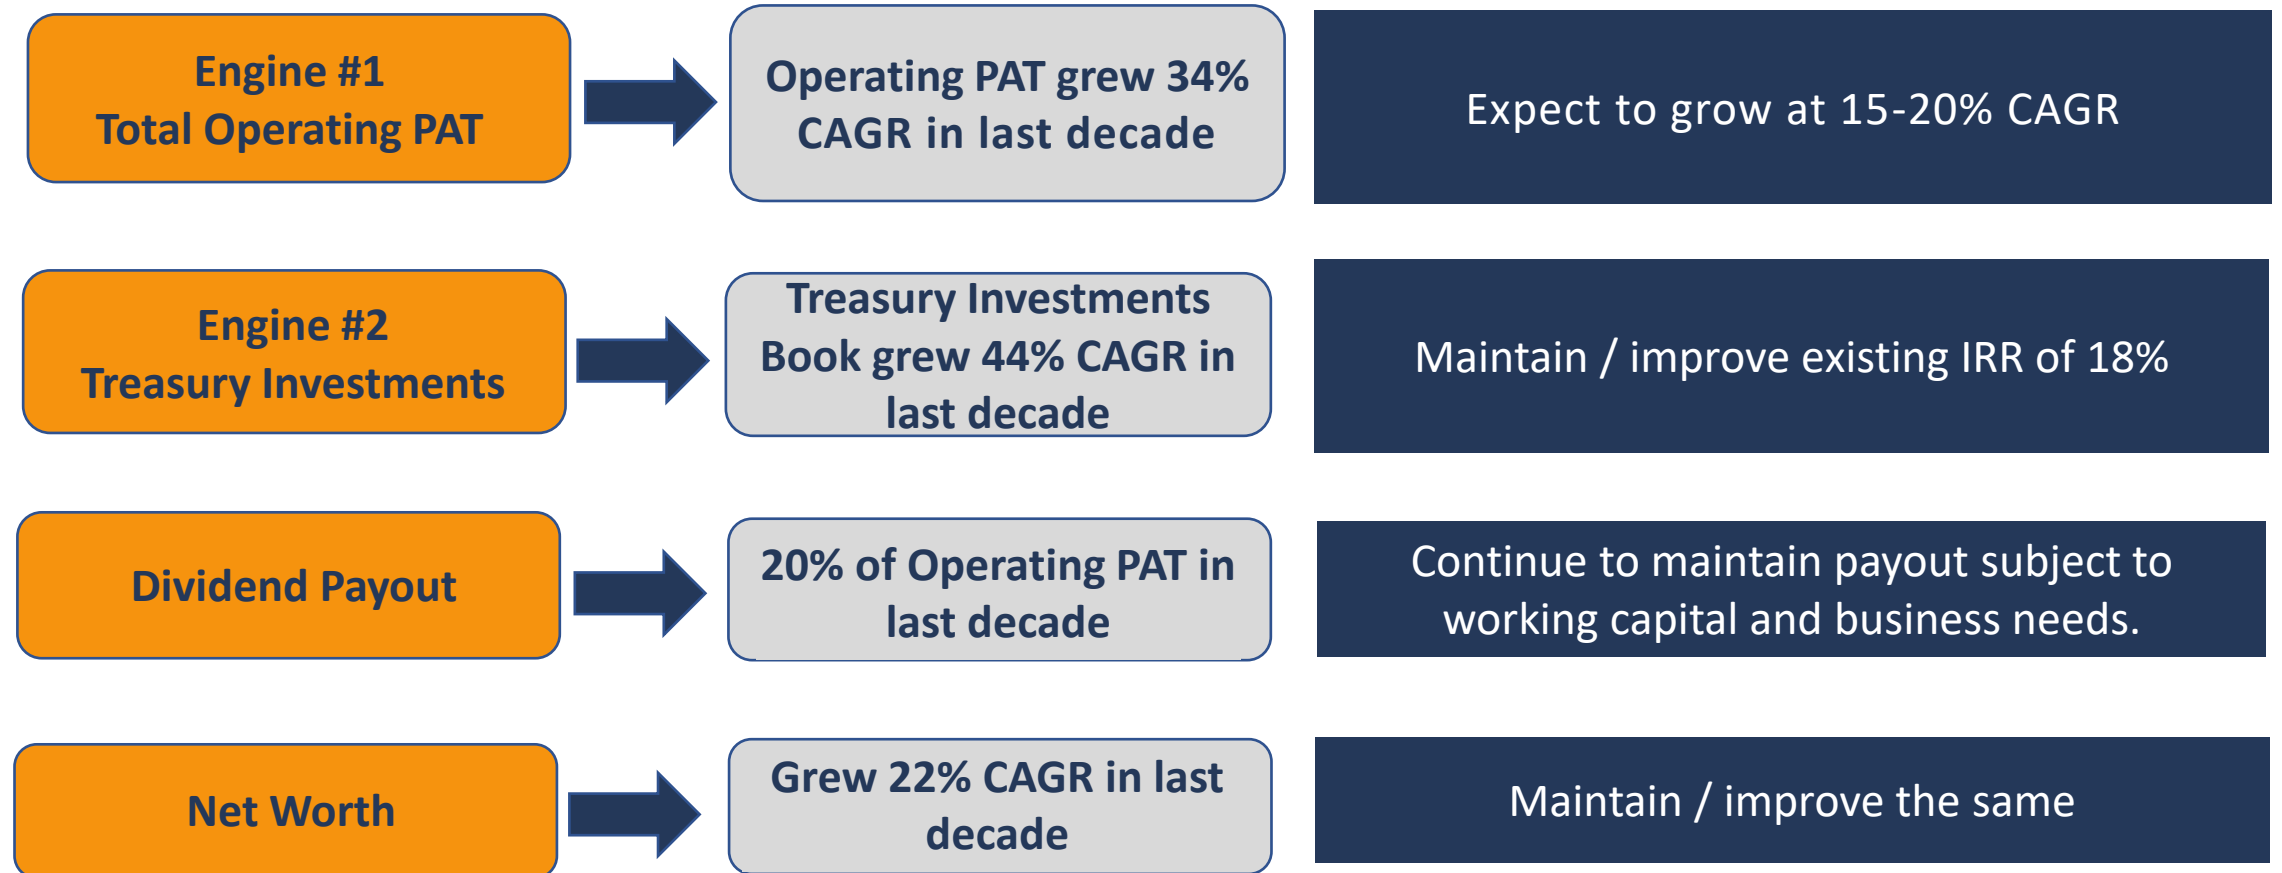 Engine #1
Total Operating PAT
Operating PAT grew 34%
CAGR in last decade
Expect to grow at 15-20% CAGR
Engine #2
Treasury Investments
Treasury Investments
Book grew 44% CAGR in
last decade
Maintain / improve existing IRR of 18%
Dividend Payout
20% of Operating PAT in
last decade
Continue to maintain payout subject to
working capital and business needs.
Net Worth
Grew 22% CAGR in last
decade
Maintain / improve the same